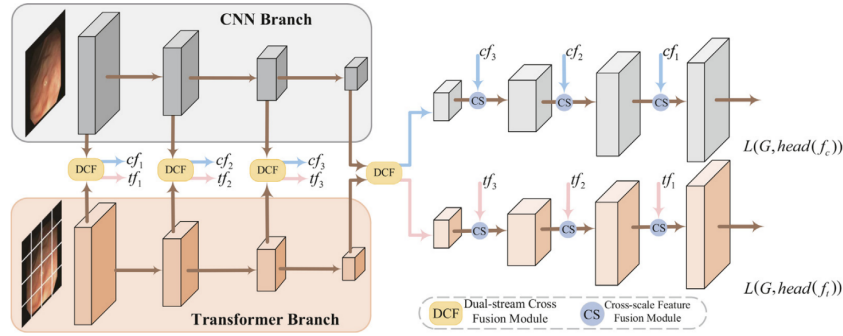 CNN Branch
DCF
cf₁
tf₁
DCF
cf₂
tf₂
DCF
cf₃
tf₃
DCF
Transformer Branch
cf₃
cf₂
cf₁
CS
CS
CS
L(G,head(f_c))
tf₃
tf₂
tf₁
CS
CS
CS
L(G,head(f_t))
DCF
Dual-stream Cross
Fusion Module
CS
Cross-scale Feature
Fusion Module